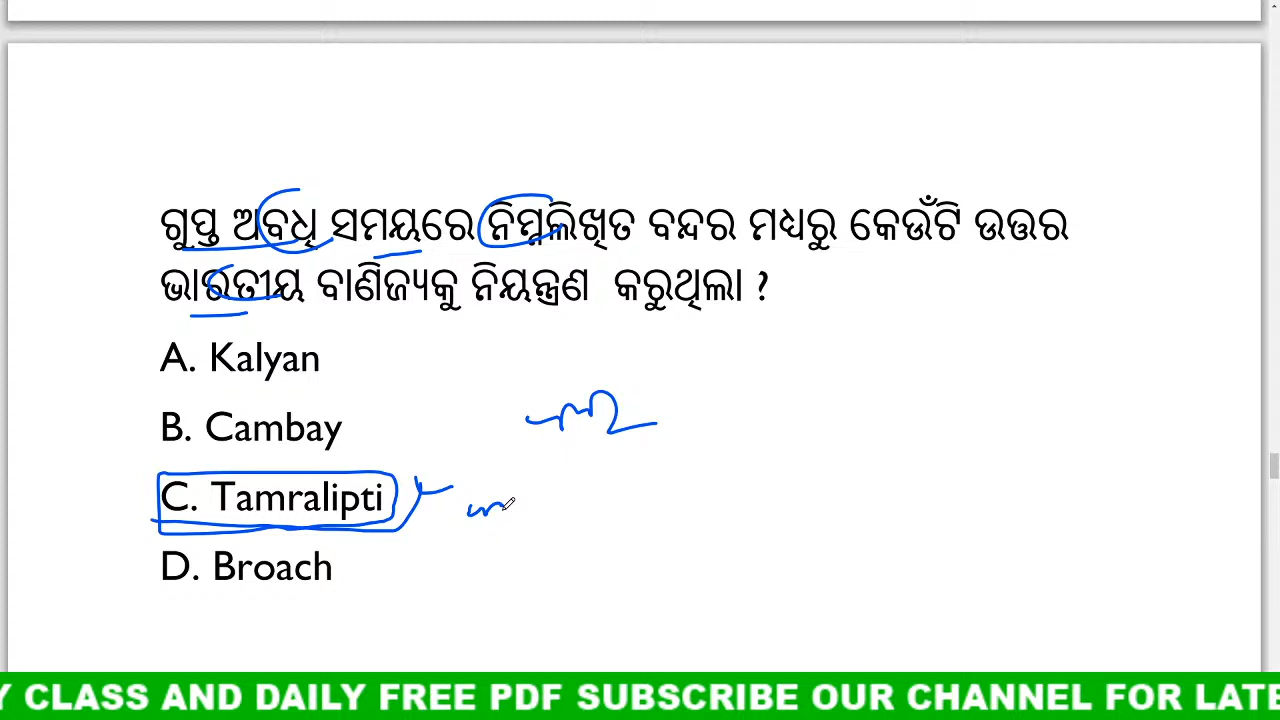 ଗୁପ୍ତ ଅବଧି ସମୟରେ ନିମ୍ନଲିଖିତ ବନ୍ଦର ମଧ୍ୟରୁ କେଉଁଟି ଉତ୍ତର
ଭାରତୀୟ ବାଣିଜ୍ୟକୁ ନିୟନ୍ତ୍ରଣ କରୁଥିଲା ?
A. Kalyan
B. Cambay
C. Tamralipti
D. Broach
Y CLASS AND DAILY FREE PDF SUBSCRIBE OUR CHANNEL FOR LATE